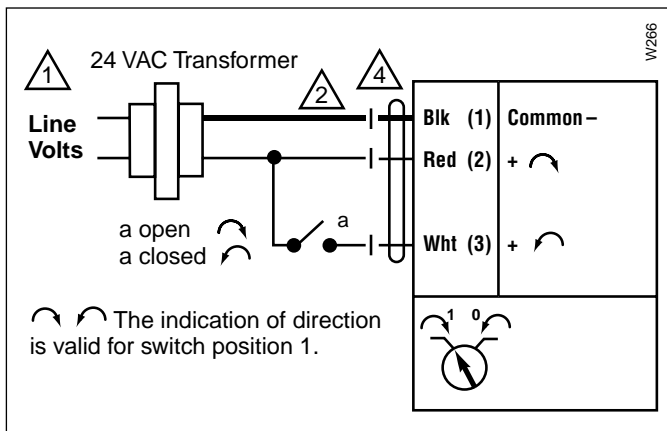 W266
1
24 VAC Transformer
2
4
Line
Volts
Blk (1) Common –
Red (2) +
a
Wht (3) +
a open
a closed
1 0
The indication of direction
is valid for switch position 1.